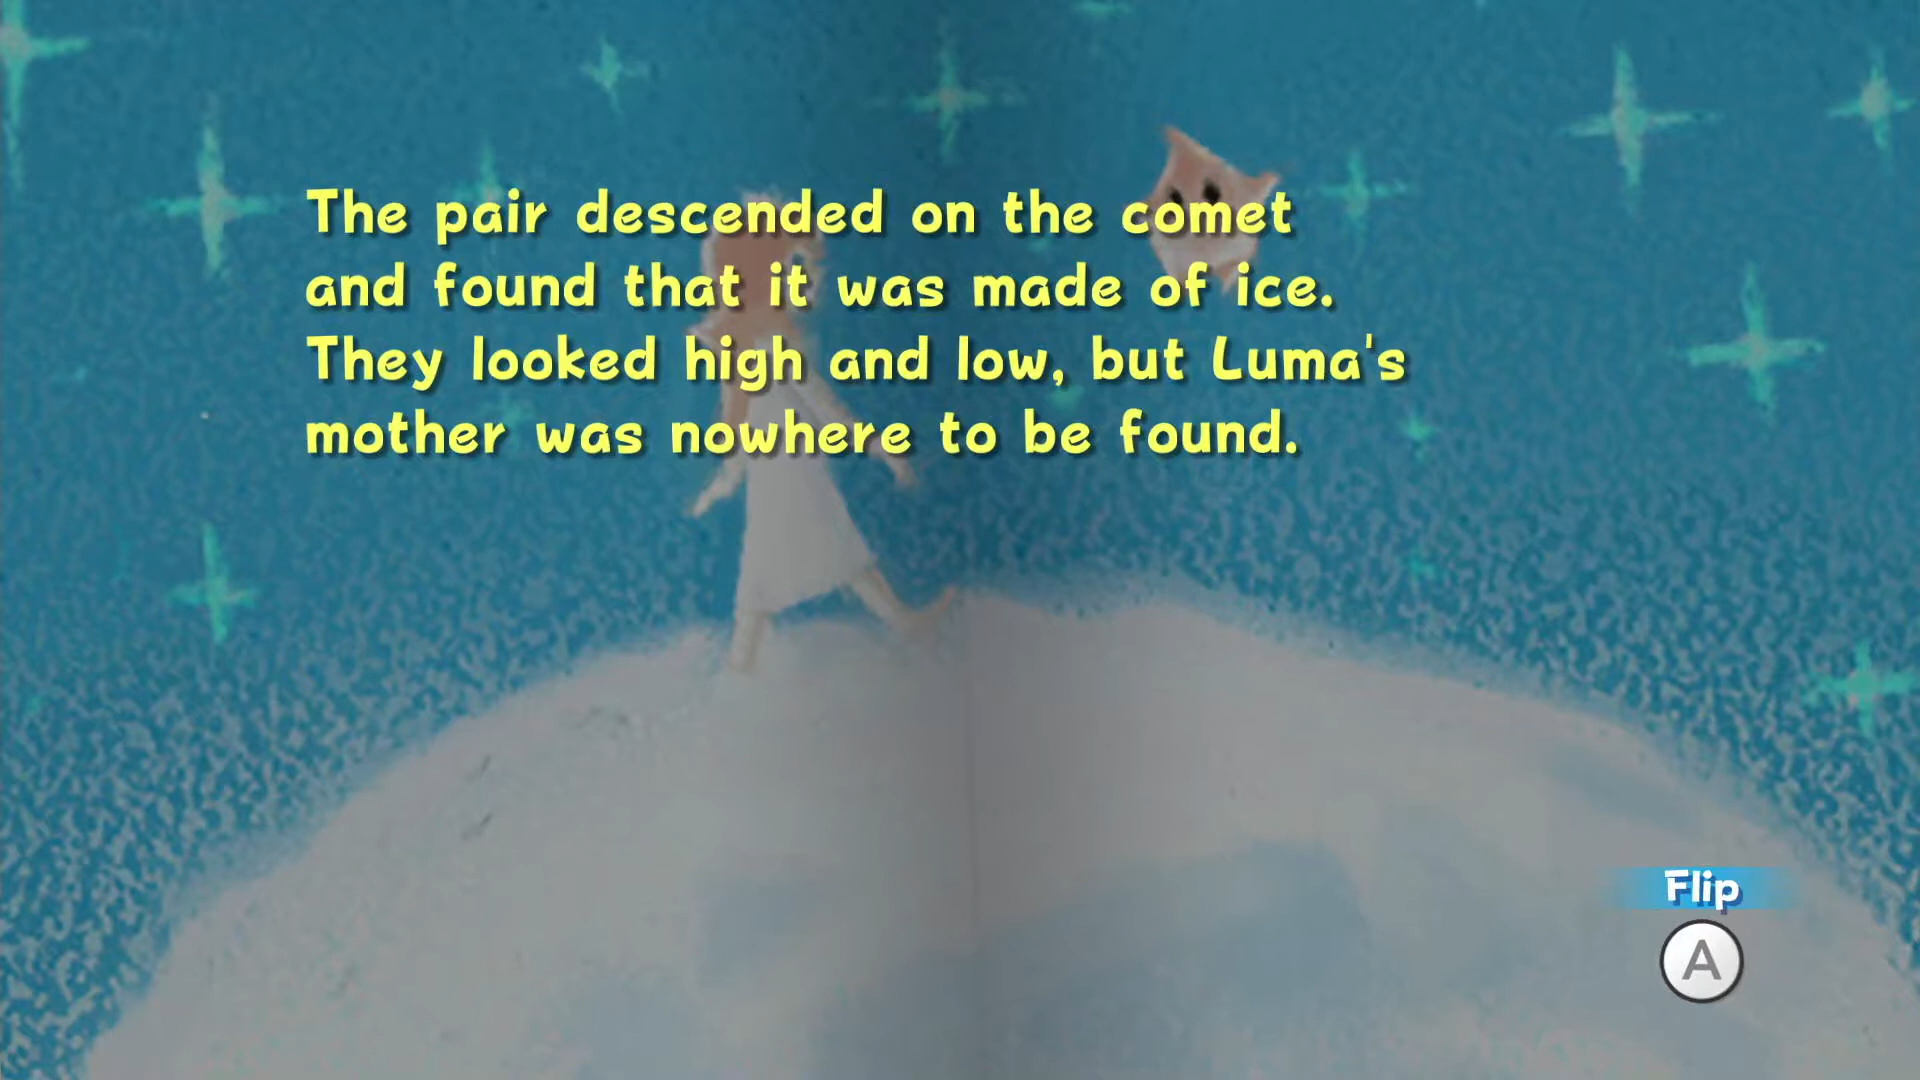 The pair descended on the comet
and found that it was made of ice.
They looked high and low, but Luma's
mother was nowhere to be found.
Flip
A